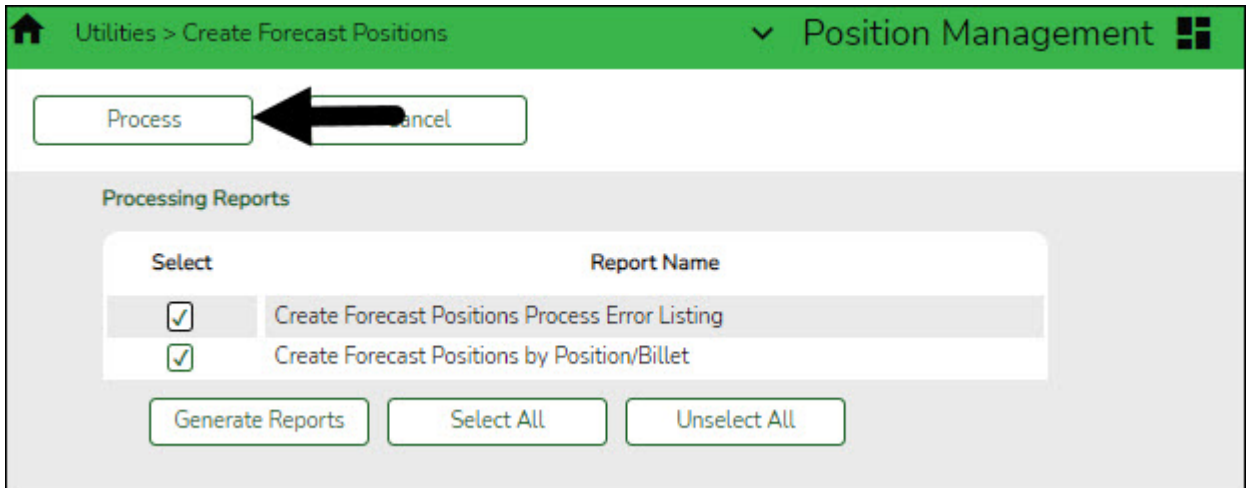 Utilities > Create Forecast Positions
Position Management
Process
ancel
Processing Reports
Select Report Name
Create Forecast Positions Process Error Listing
Create Forecast Positions by Position/Billet
Generate Reports Select All Unselect All